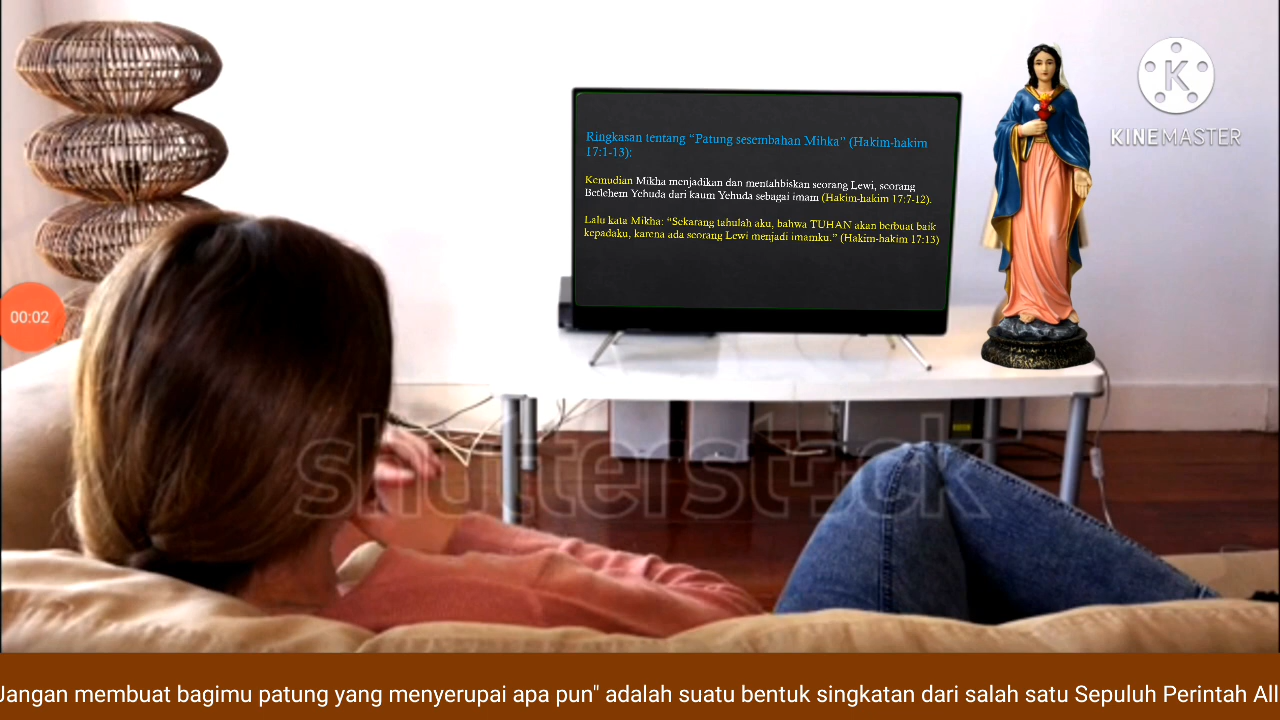 Ringkasan tentang “Patung sesembahan Mihka” (Hakim-hakim
17:1-13):
Kemudian Mikha menjadikan dan mentahbiskan seorang Lewi, seorang
Betlehem Yehuda dari kaum Yehuda sebagai imam (Hakim-hakim 17:7-12).
Lalu kata Mikha: “Sekarang tahulah aku, bahwa TUHAN akan berbuat baik
kepadaku, karena ada seorang Lewi menjadi imamku.” (Hakim-hakim 17:13)
K
KINEMASTER
00:02
shutterstock
Jangan membuat bagimu patung yang menyerupai apa pun" adalah suatu bentuk singkatan dari salah satu Sepuluh Perintah All